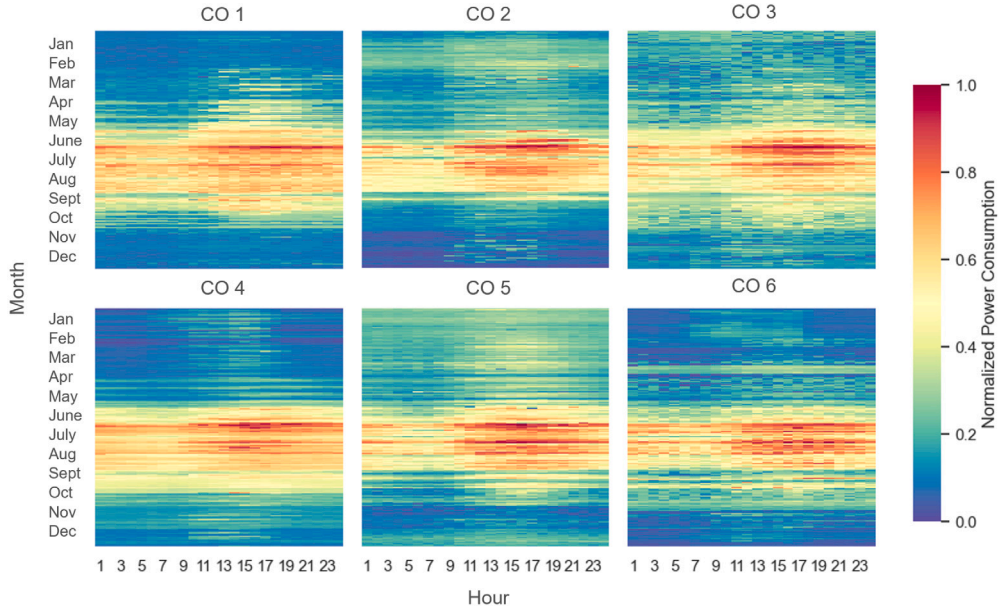 CO 1
CO 2
CO 3
Jan
Feb
Mar
Apr
May
June
July
Aug
Sept
Oct
Nov
Dec
CO 4
CO 5
CO 6
Jan
Feb
Mar
Apr
May
June
July
Aug
Sept
Oct
Nov
Dec
Month
1 3 5 7 9 11 13 15 17 19 21 23
1 3 5 7 9 11 13 15 17 19 21 23
1 3 5 7 9 11 13 15 17 19 21 23
Hour
1.0
0.8
0.6
0.4
0.2
0.0
Normalized Power Consumption